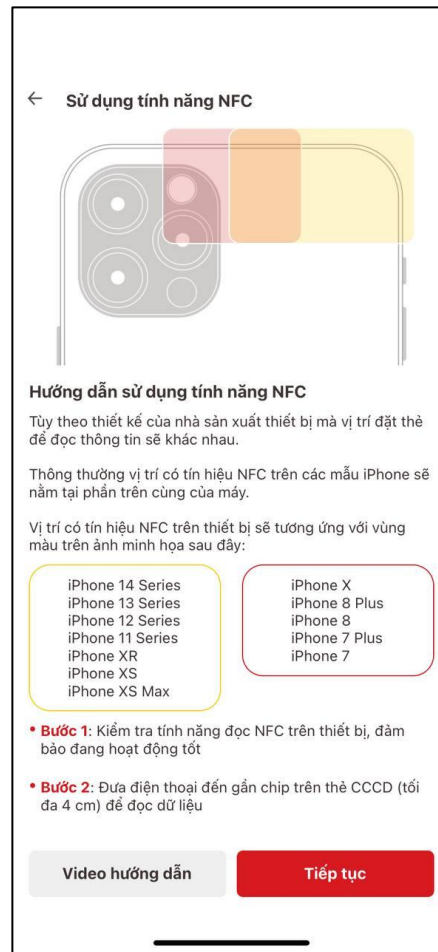 Sử dụng tính năng NFC
Hướng dẫn sử dụng tính năng NFC
Tùy theo thiết kế của nhà sản xuất thiết bị mà vị trí đặt thẻ
để đọc thông tin sẽ khác nhau.
Thông thường vị trí có tín hiệu NFC trên các mẫu iPhone sẽ
nằm tại phần trên cùng của máy.
Vị trí có tín hiệu NFC trên thiết bị sẽ tương ứng với vùng
màu trên ảnh minh họa sau đây:
iPhone 14 Series
iPhone 13 Series
iPhone 12 Series
iPhone 11 Series
iPhone XR
iPhone XS
iPhone XS Max
iPhone X
iPhone 8 Plus
iPhone 8
iPhone 7 Plus
iPhone 7
• Bước 1: Kiểm tra tính năng đọc NFC trên thiết bị, đảm
bảo đang hoạt động tốt
• Bước 2: Đưa điện thoại đến gần chip trên thẻ CCCD (tối
đa 4 cm) để đọc dữ liệu
Video hướng dẫn
Tiếp tục